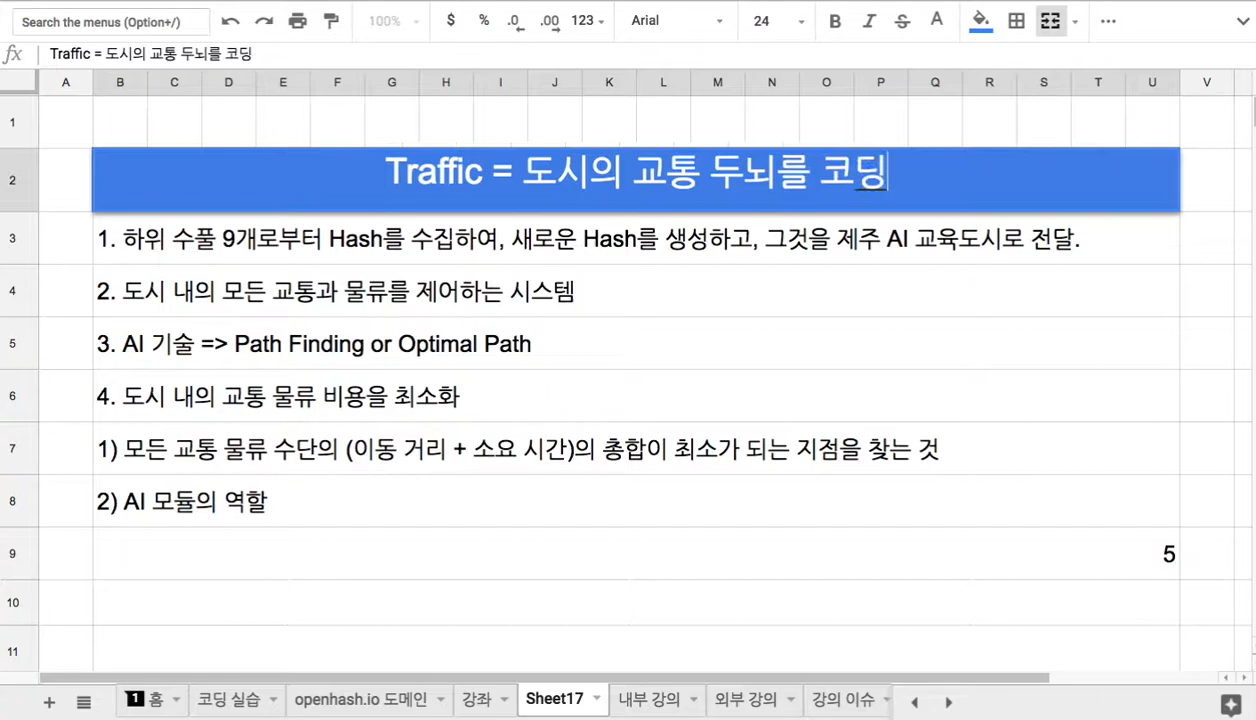 Search the menus (Option+/) 100% $ % .0 .00 123 Arial 24 B I S A
fx Traffic = 도시의 교통 두뇌를 코딩
A B C D E F G H I J K L M N O P Q R S T U V
1
2 Traffic = 도시의 교통 두뇌를 코딩
3 1. 하위 수풀 9개로부터 Hash를 수집하여, 새로운 Hash를 생성하고, 그것을 제주 AI 교육도시로 전달.
4 2. 도시 내의 모든 교통과 물류를 제어하는 시스템
5 3. AI 기술 => Path Finding or Optimal Path
6 4. 도시 내의 교통 물류 비용을 최소화
7 1) 모든 교통 물류 수단의 (이동 거리 + 소요 시간)의 총합이 최소가 되는 지점을 찾는 것
8 2) AI 모듈의 역할
9 5
10
11
1 홈 코딩 실습 openhash.io 도메인 강좌 Sheet17 내부 강의 외부 강의 강의 이슈